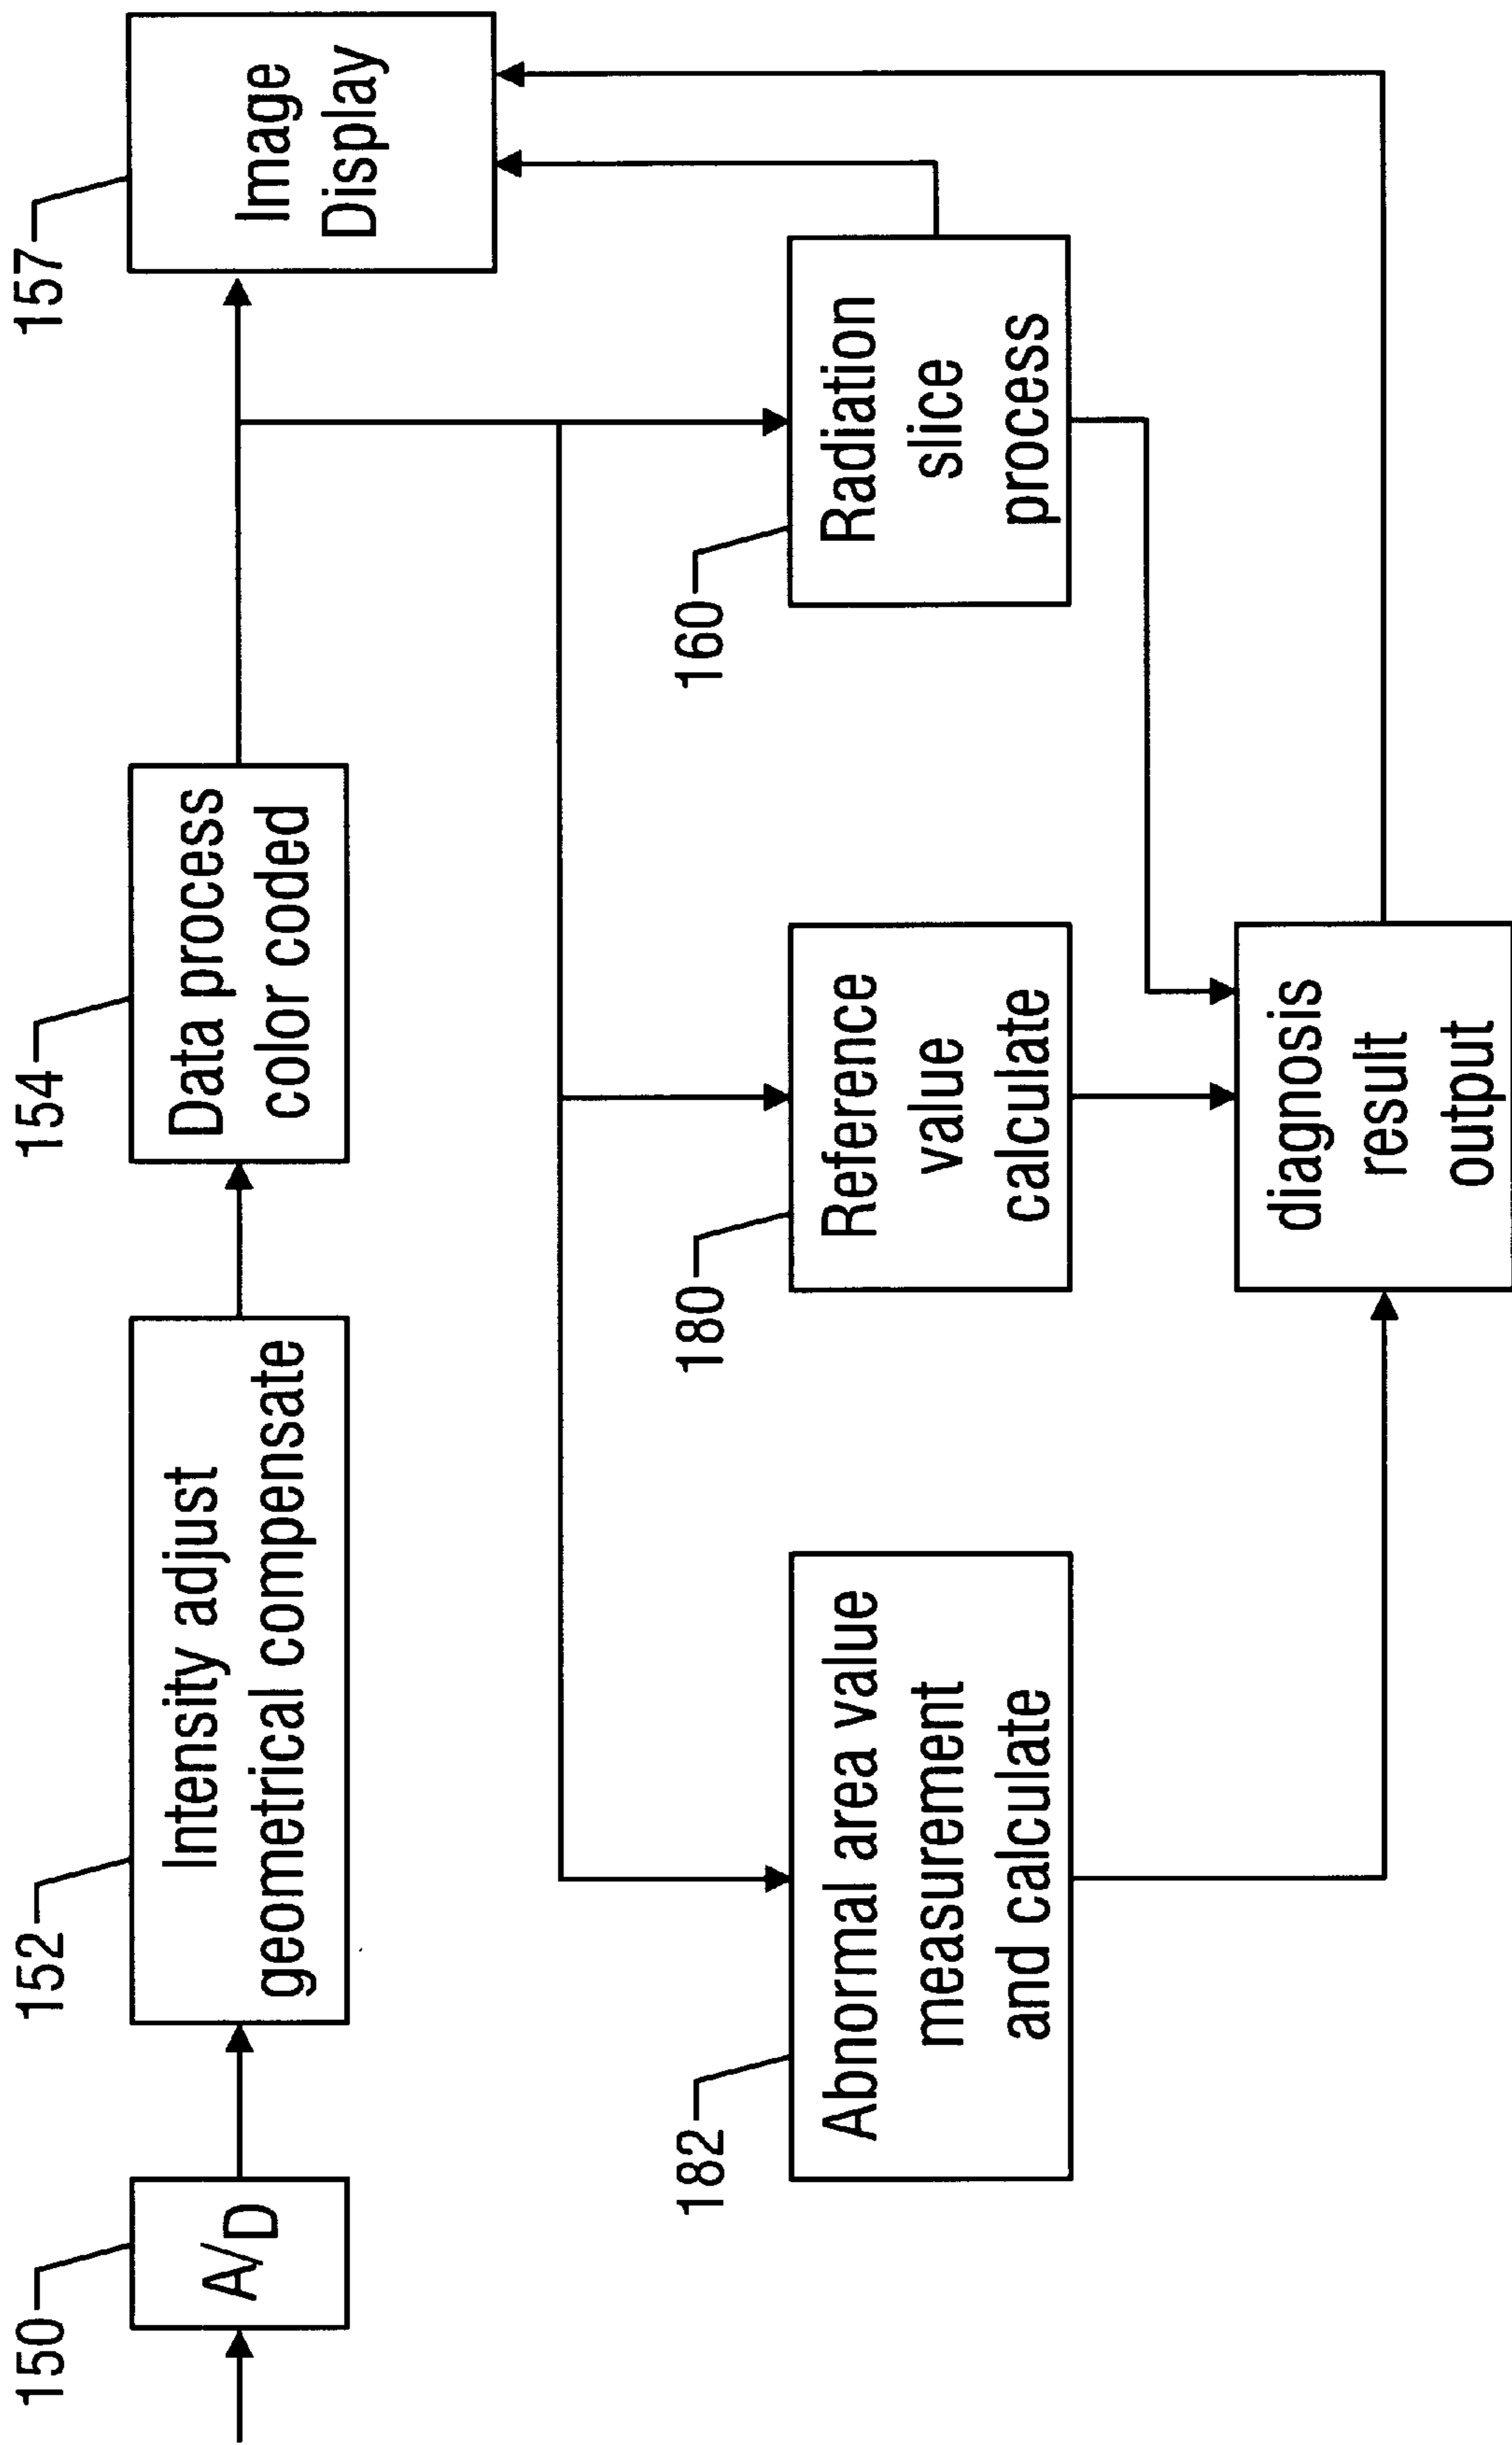 150
A/D
152
Intensity adjust
geometrical compensate
154
Data process
color coded
157
Image
Display
182
Abnormal area value
measurement
and calculate
180
Reference
value
calculate
160
Radiation
slice
process
diagnosis
result
output